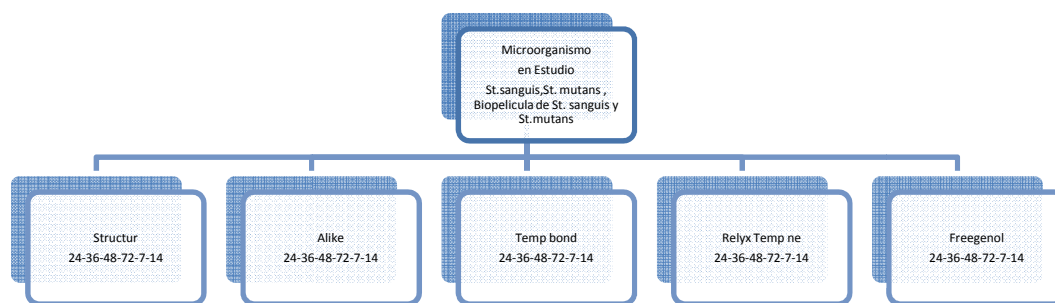 Microorganismo
en Estudio
St.sanguis,St. mutans ,
Biopelicula de St. sanguis y
St.mutans
Structur
24-36-48-72-7-14
Alike
24-36-48-72-7-14
Temp bond
24-36-48-72-7-14
Relyx Temp ne
24-36-48-72-7-14
Freegenol
24-36-48-72-7-14